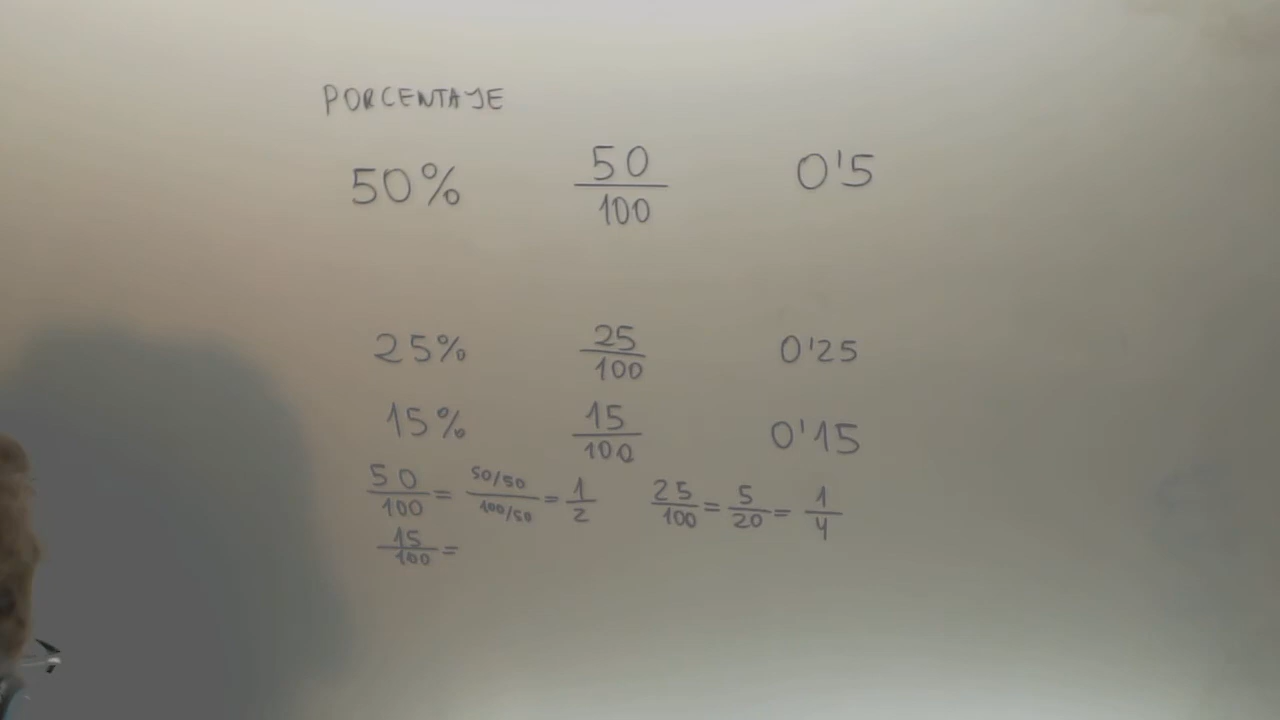 PORCENTAJE
50% 50/100 0'5
25% 25/100 0'25
15% 15/100 0'15
50/100 = 50/50/100/50 = 1/2 25/100 = 5/20 = 1/4
15/100 =